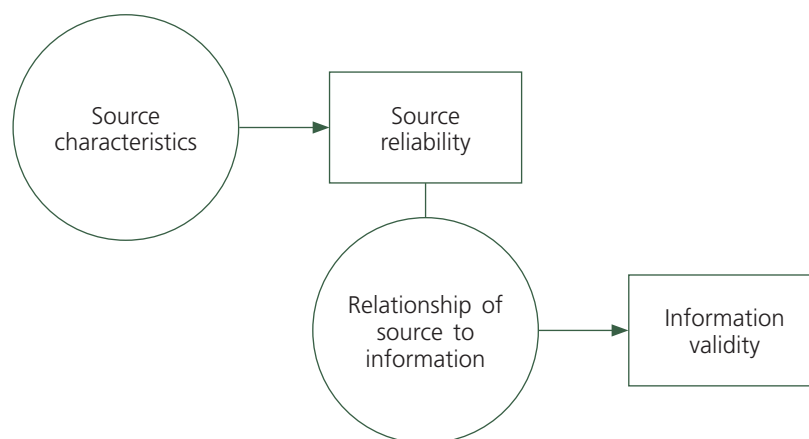 Source
characteristics
Source
reliability
Relationship of
source to
information
Information
validity